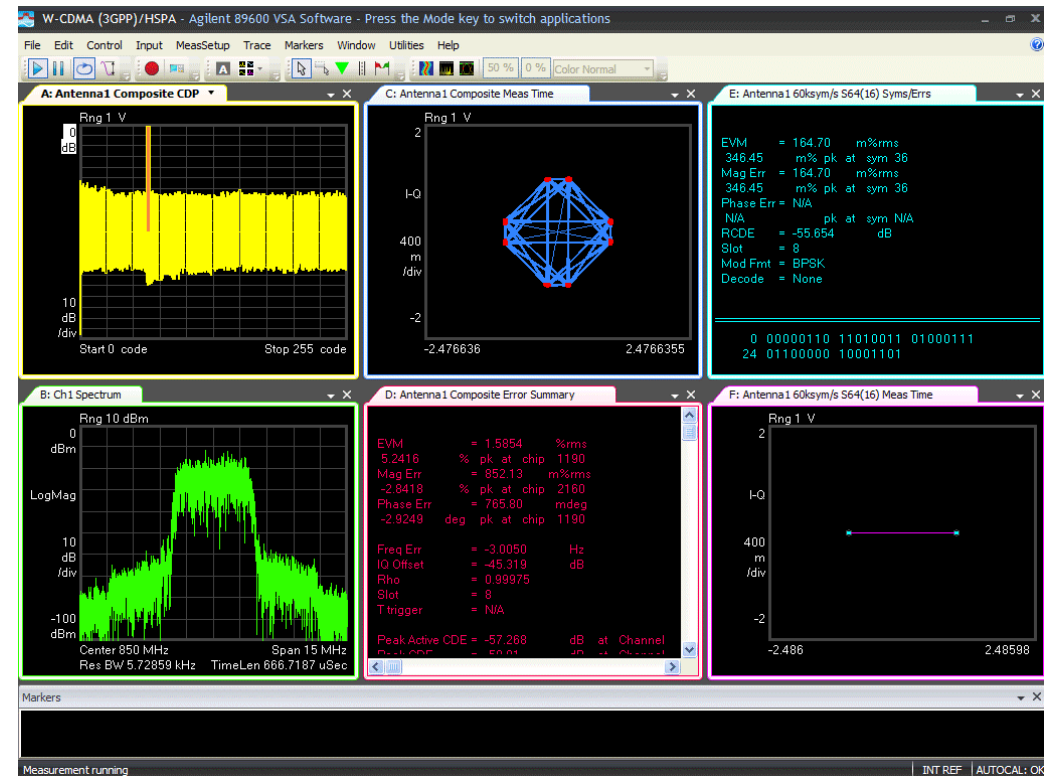 W-CDMA (3GPP)/HSPA - Agilent 89600 VSA Software - Press the Mode key to switch applications
File Edit Control Input MeasSetup Trace Markers Window Utilities Help
A 50 % 0 % Color Normal
A: Antenna1 Composite CDP
Rng 1 V
0
dB
10
dB
/div
Start 0 code Stop 255 code
C: Antenna1 Composite Meas Time
Rng 1 V
2
I-Q
400
m
/div
-2
-2.476636 2.4766355
E: Antenna1 60ksym/s S64(16) Syms/Errs
EVM = 164.70 m%rms
346.45 m% pk at sym 36
Mag Err = 164.70 m%rms
346.45 m% pk at sym 36
Phase Err = N/A
N/A pk at sym N/A
RCDE = -55.654 dB
Slot = 8
Mod Fmt = BPSK
Decode = None
0 00000110 11010011 01000111
24 01100000 10001101
B: Ch1 Spectrum
Rng 10 dBm
0
dBm
LogMag
10
dB
/div
-100
dBm
Center 850 MHz Span 15 MHz
Res BW 5.72859 kHz TimeLen 666.7187 uSec
D: Antenna1 Composite Error Summary
EVM = 1.5854 %rms
5.2416 % pk at chip 1190
Mag Err = 852.13 m%rms
-2.8418 % pk at chip 2160
Phase Err = 765.80 mdeg
-2.9249 deg pk at chip 1190
Freq Err = -3.0050 Hz
IQ Offset = -45.319 dB
Rho = 0.99975
Slot = 8
T trigger = N/A
Peak Active CDE = -57.268 dB at Channel
F: Antenna1 60ksym/s S64(16) Meas Time
Rng 1 V
2
I-Q
400
m
/div
-2
-2.486 2.48598
Markers
Measurement running INT REF AUTOCAL: OK